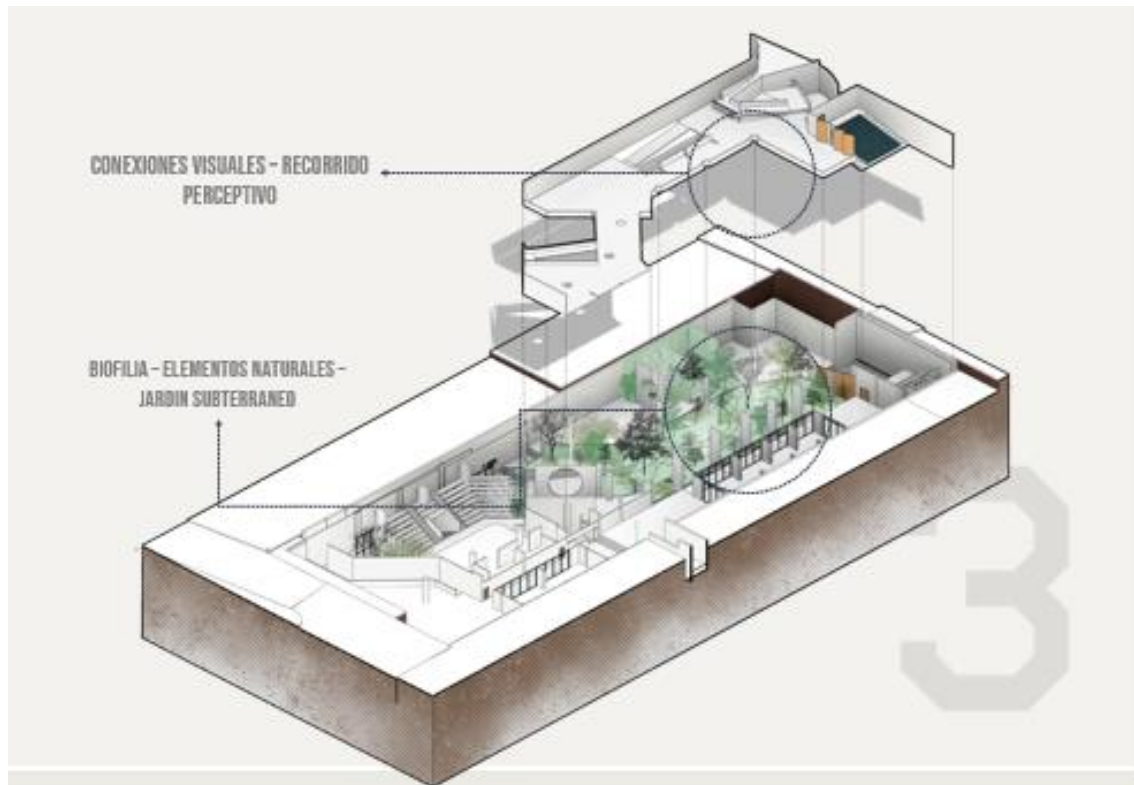 CONEXIONES VISUALES – RECORRIDO
PERCEPTIVO
BIOFILIA – ELEMENTOS NATURALES –
JARDIN SUBTERRANEO
3